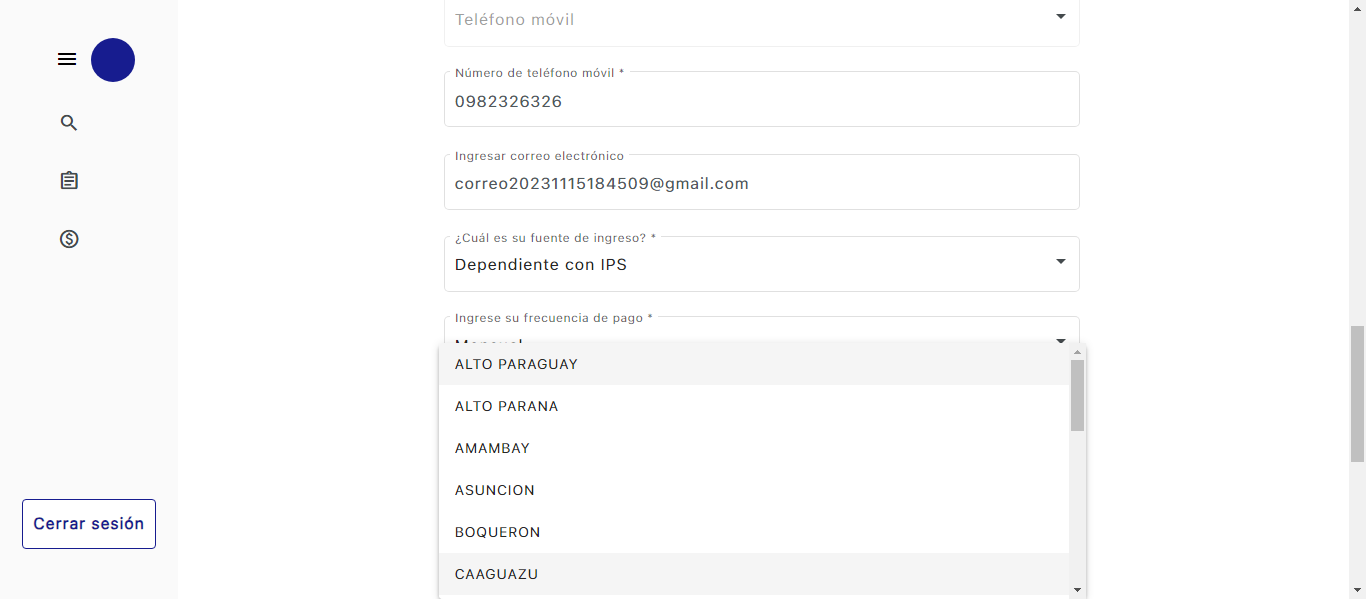 Teléfono móvil
Número de teléfono móvil *
0982326326
Ingresar correo electrónico
correo20231115184509@gmail.com
¿Cuál es su fuente de ingreso? *
Dependiente con IPS
Ingrese su frecuencia de pago *
Mensual
ALTO PARAGUAY
ALTO PARANA
AMAMBAY
ASUNCION
BOQUERON
CAAGUAZU
Cerrar sesión